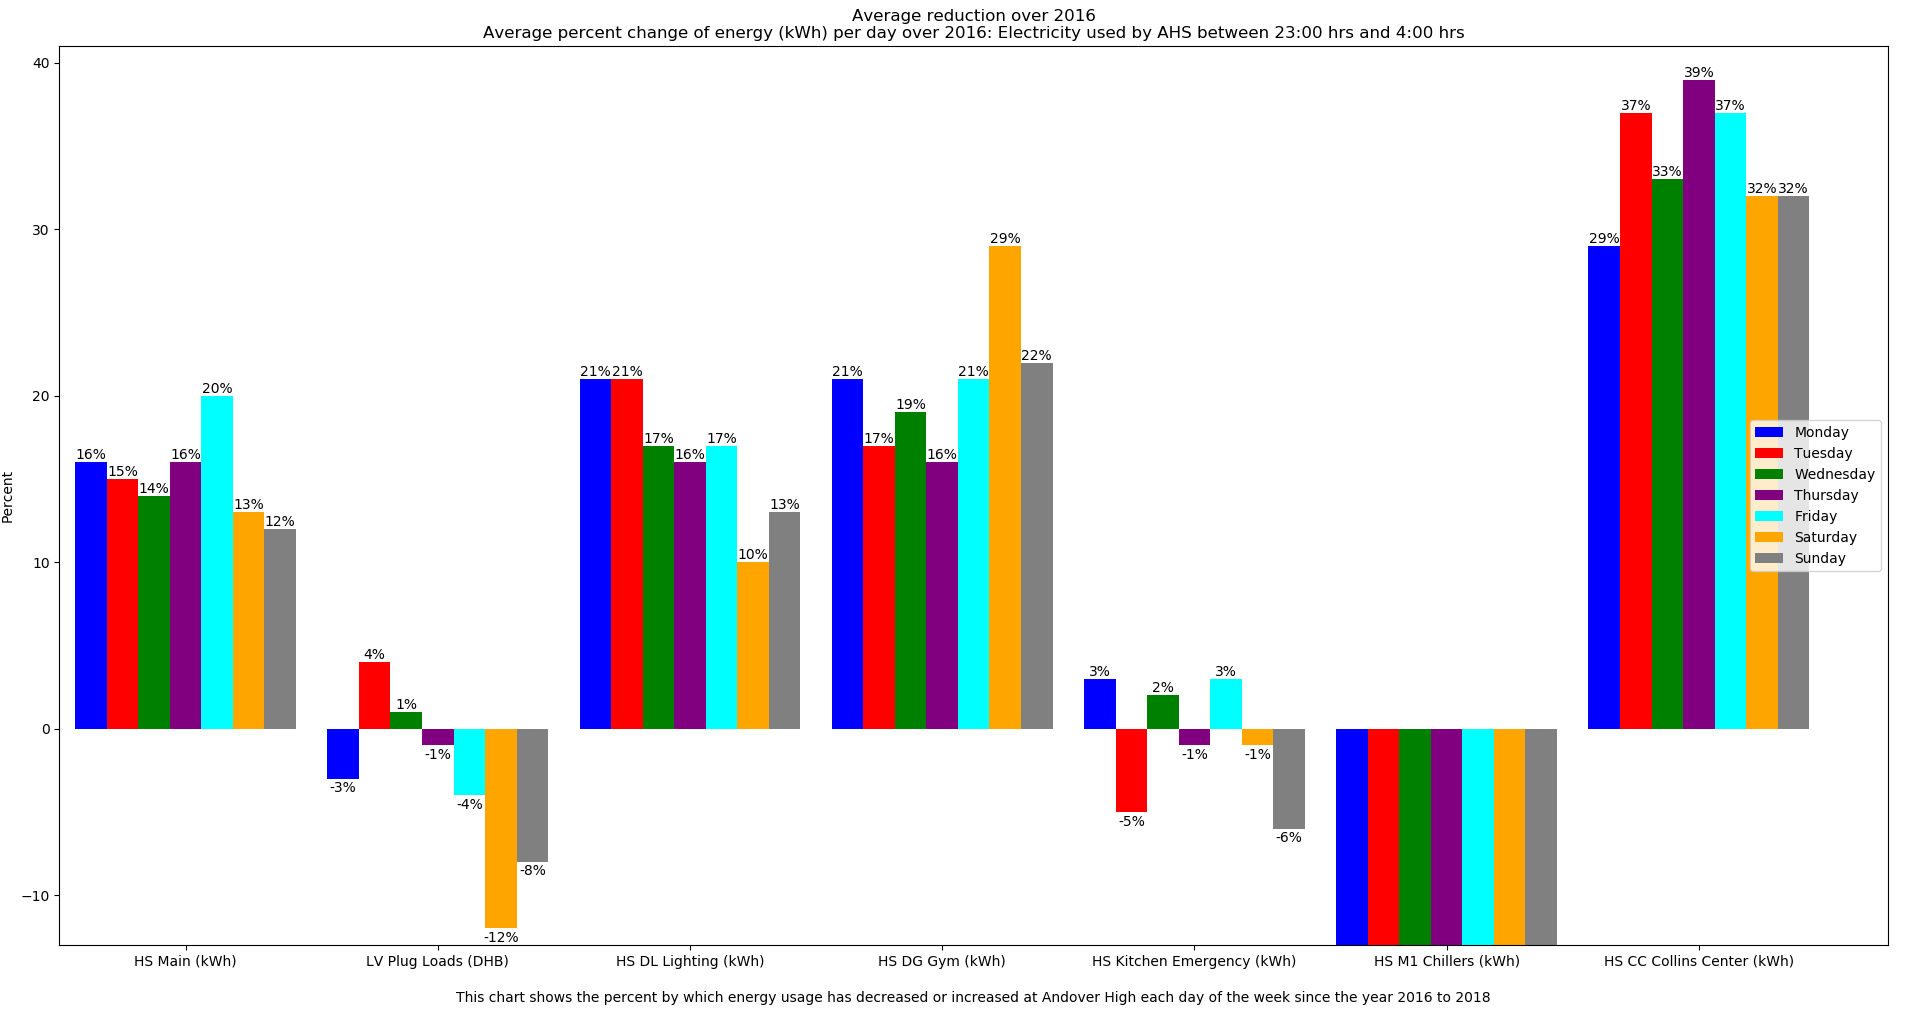 Average reduction over 2016
Average percent change of energy (kWh) per day over 2016: Electricity used by AHS between 23:00 hrs and 4:00 hrs
Percent
40
30
20
10
0
−10
16%
15%
14%
16%
20%
13%
12%
-3%
4%
1%
-1%
-4%
-12%
-8%
21%
21%
17%
16%
17%
10%
13%
21%
17%
19%
16%
21%
29%
22%
3%
-5%
2%
-1%
3%
-1%
-6%
29%
37%
33%
39%
37%
32%
32%
Monday
Tuesday
Wednesday
Thursday
Friday
Saturday
Sunday
HS Main (kWh)
LV Plug Loads (DHB)
HS DL Lighting (kWh)
HS DG Gym (kWh)
HS Kitchen Emergency (kWh)
HS M1 Chillers (kWh)
HS CC Collins Center (kWh)
This chart shows the percent by which energy usage has decreased or increased at Andover High each day of the week since the year 2016 to 2018